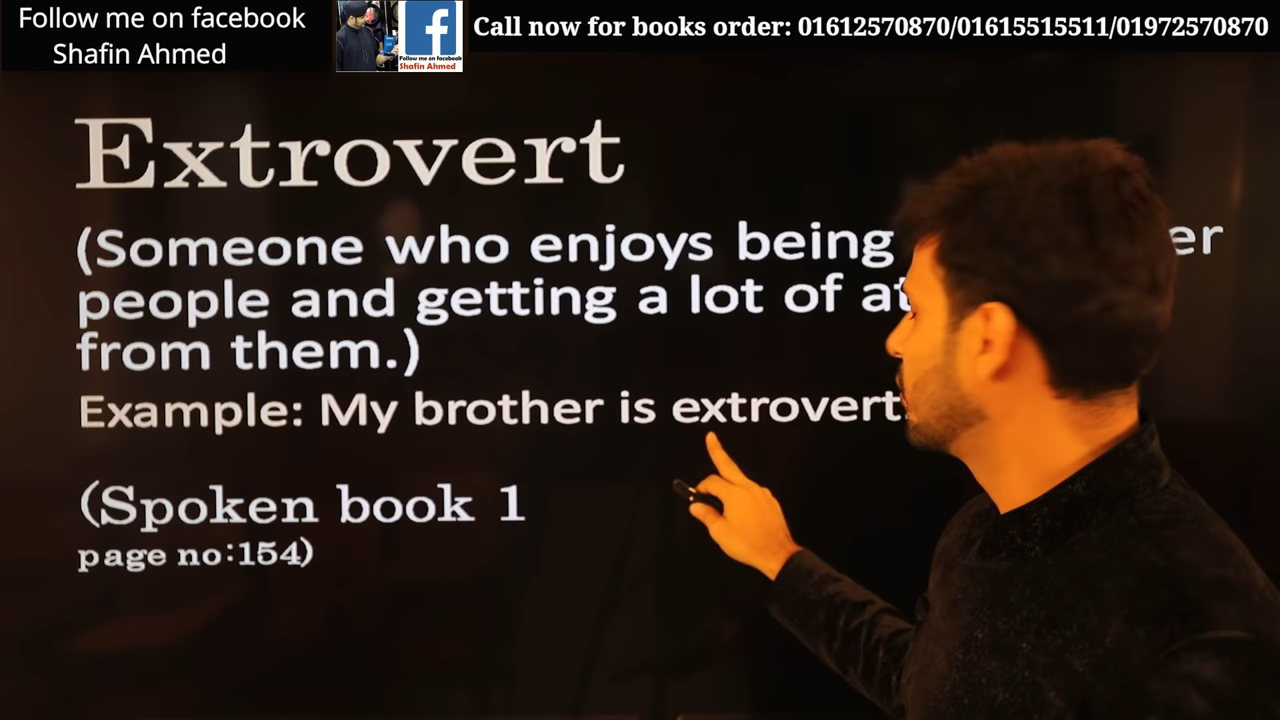 Follow me on facebook
Shafin Ahmed
Follow me on facebook
Shafin Ahmed
Call now for books order: 01612570870/01615515511/01972570870
Extrovert
(Someone who enjoys being
people and getting a lot of
from them.)
Example: My brother is extrovert.
(Spoken book 1
page no:154)